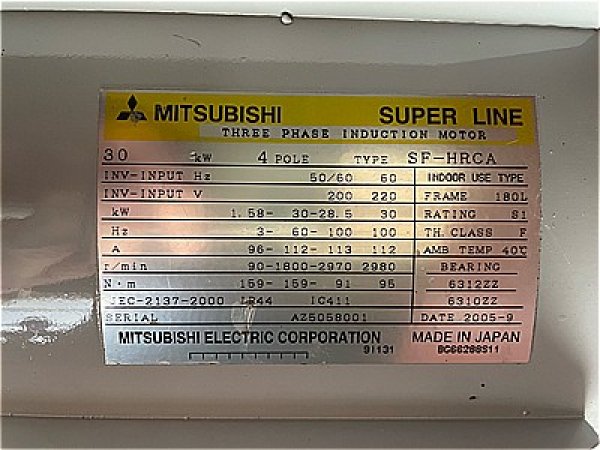 MITSUBISHI SUPER LINE
THREE PHASE INDUCTION MOTOR
30 kW 4 POLE TYPE SF-HRCA
INV-INPUT Hz 50/60 60 INDOOR USE TYPE
INV-INPUT V 200 220 FRAME 180L
kW 1.58- 30-28.5 30 RATING S1
Hz 3- 60- 100 100 TH. CLASS F
A 96- 112- 113 112 AMB TEMP 40℃
r/min 90-1800-2970 2980 BEARING
N·m 159- 159- 91 95 6312ZZ
JEC-2137-2000 IP44 IC411 6310ZZ
SERIAL AZ5058001 DATE 2005-9
MITSUBISHI ELECTRIC CORPORATION MADE IN JAPAN
91131